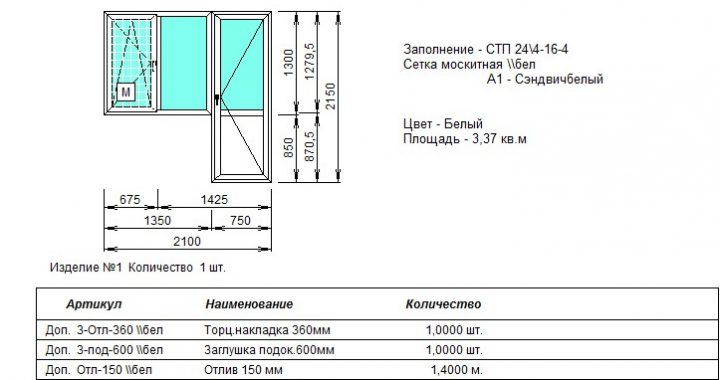 Заполнение - СТП 24\4-16-4
Сетка москитная \\бел
А1 - Сэндвичбелый
Цвет - Белый
Площадь - 3,37 кв.м
М
1300
1279,5
2150
850
870,5
675
1425
1350
750
2100
Изделие №1 Количество 1 шт.
Артикул Наименование Количество
Доп. 3-Отл-360 \\бел Торц.накладка 360мм 1,0000 шт.
Доп. 3-под-600 \\бел Заглушка подок.600мм 1,0000 шт.
Доп. Отл-150 \\бел Отлив 150 мм 1,4000 м.